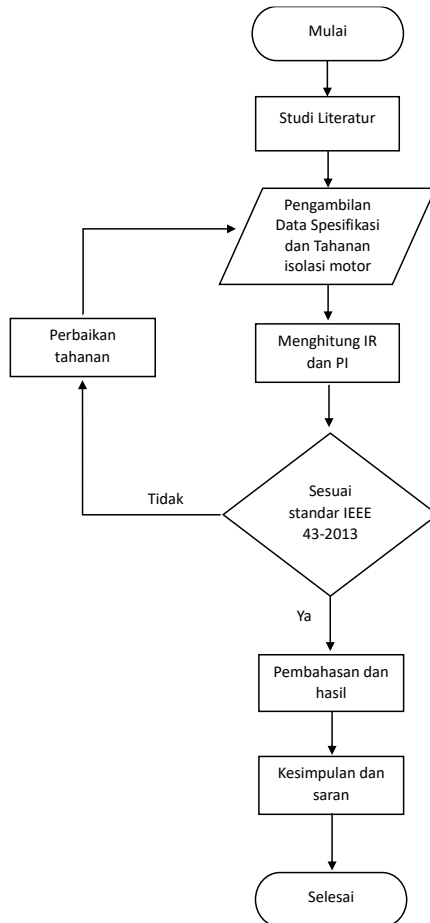 Mulai
Studi Literatur
Pengambilan
Data Spesifikasi
dan Tahanan
isolasi motor
Perbaikan
tahanan
Menghitung IR
dan PI
Sesuai
standar IEEE
43-2013
Tidak
Ya
Pembahasan dan
hasil
Kesimpulan dan
saran
Selesai